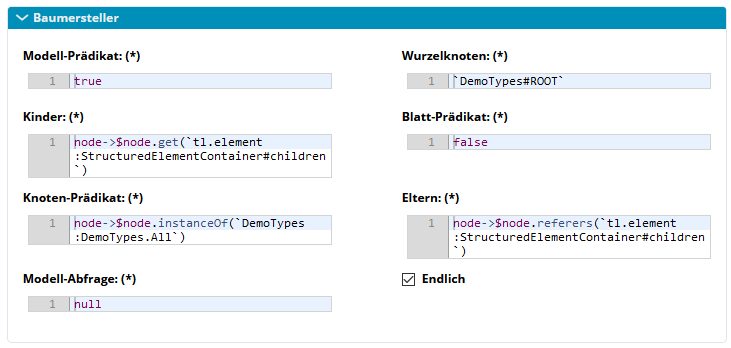 Baumersteller
Modell-Prädikat: (*)
Wurzelknoten: (*)
1 true
1 `DemoTypes#ROOT`
Kinder: (*)
Blatt-Prädikat: (*)
1 node->$node.get(`tl.element
:StructuredElementContainer#children
`)
1 false
Knoten-Prädikat: (*)
Eltern: (*)
1 node->$node.instanceOf(`DemoTypes
:DemoTypes.All`)
1 node->$node.referers(`tl.element
:StructuredElementContainer#children
`)
Modell-Abfrage: (*)
Endlich
1 null